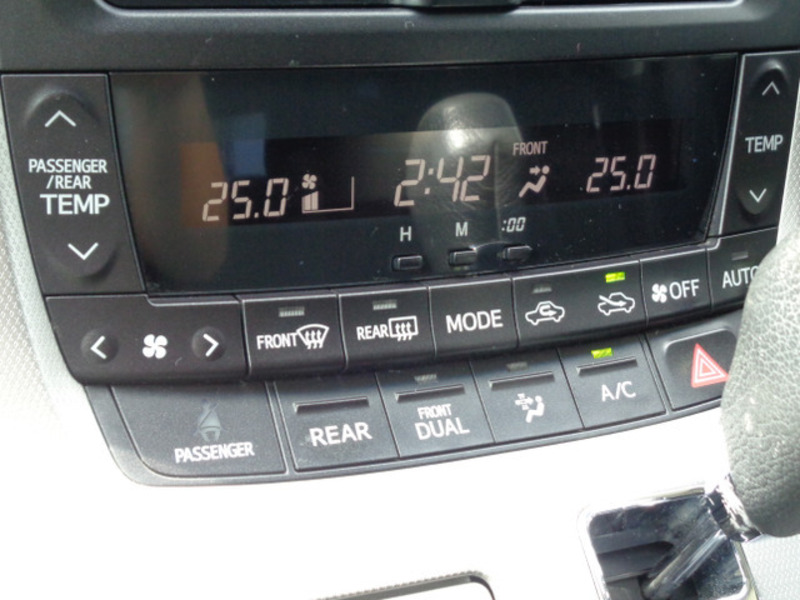 PASSENGER
/REAR
TEMP
25.0
2:42
FRONT
25.0
TEMP
H
M
:00
FRONT
REAR
MODE
OFF
AUTO
PASSENGER
REAR
FRONT
DUAL
A/C